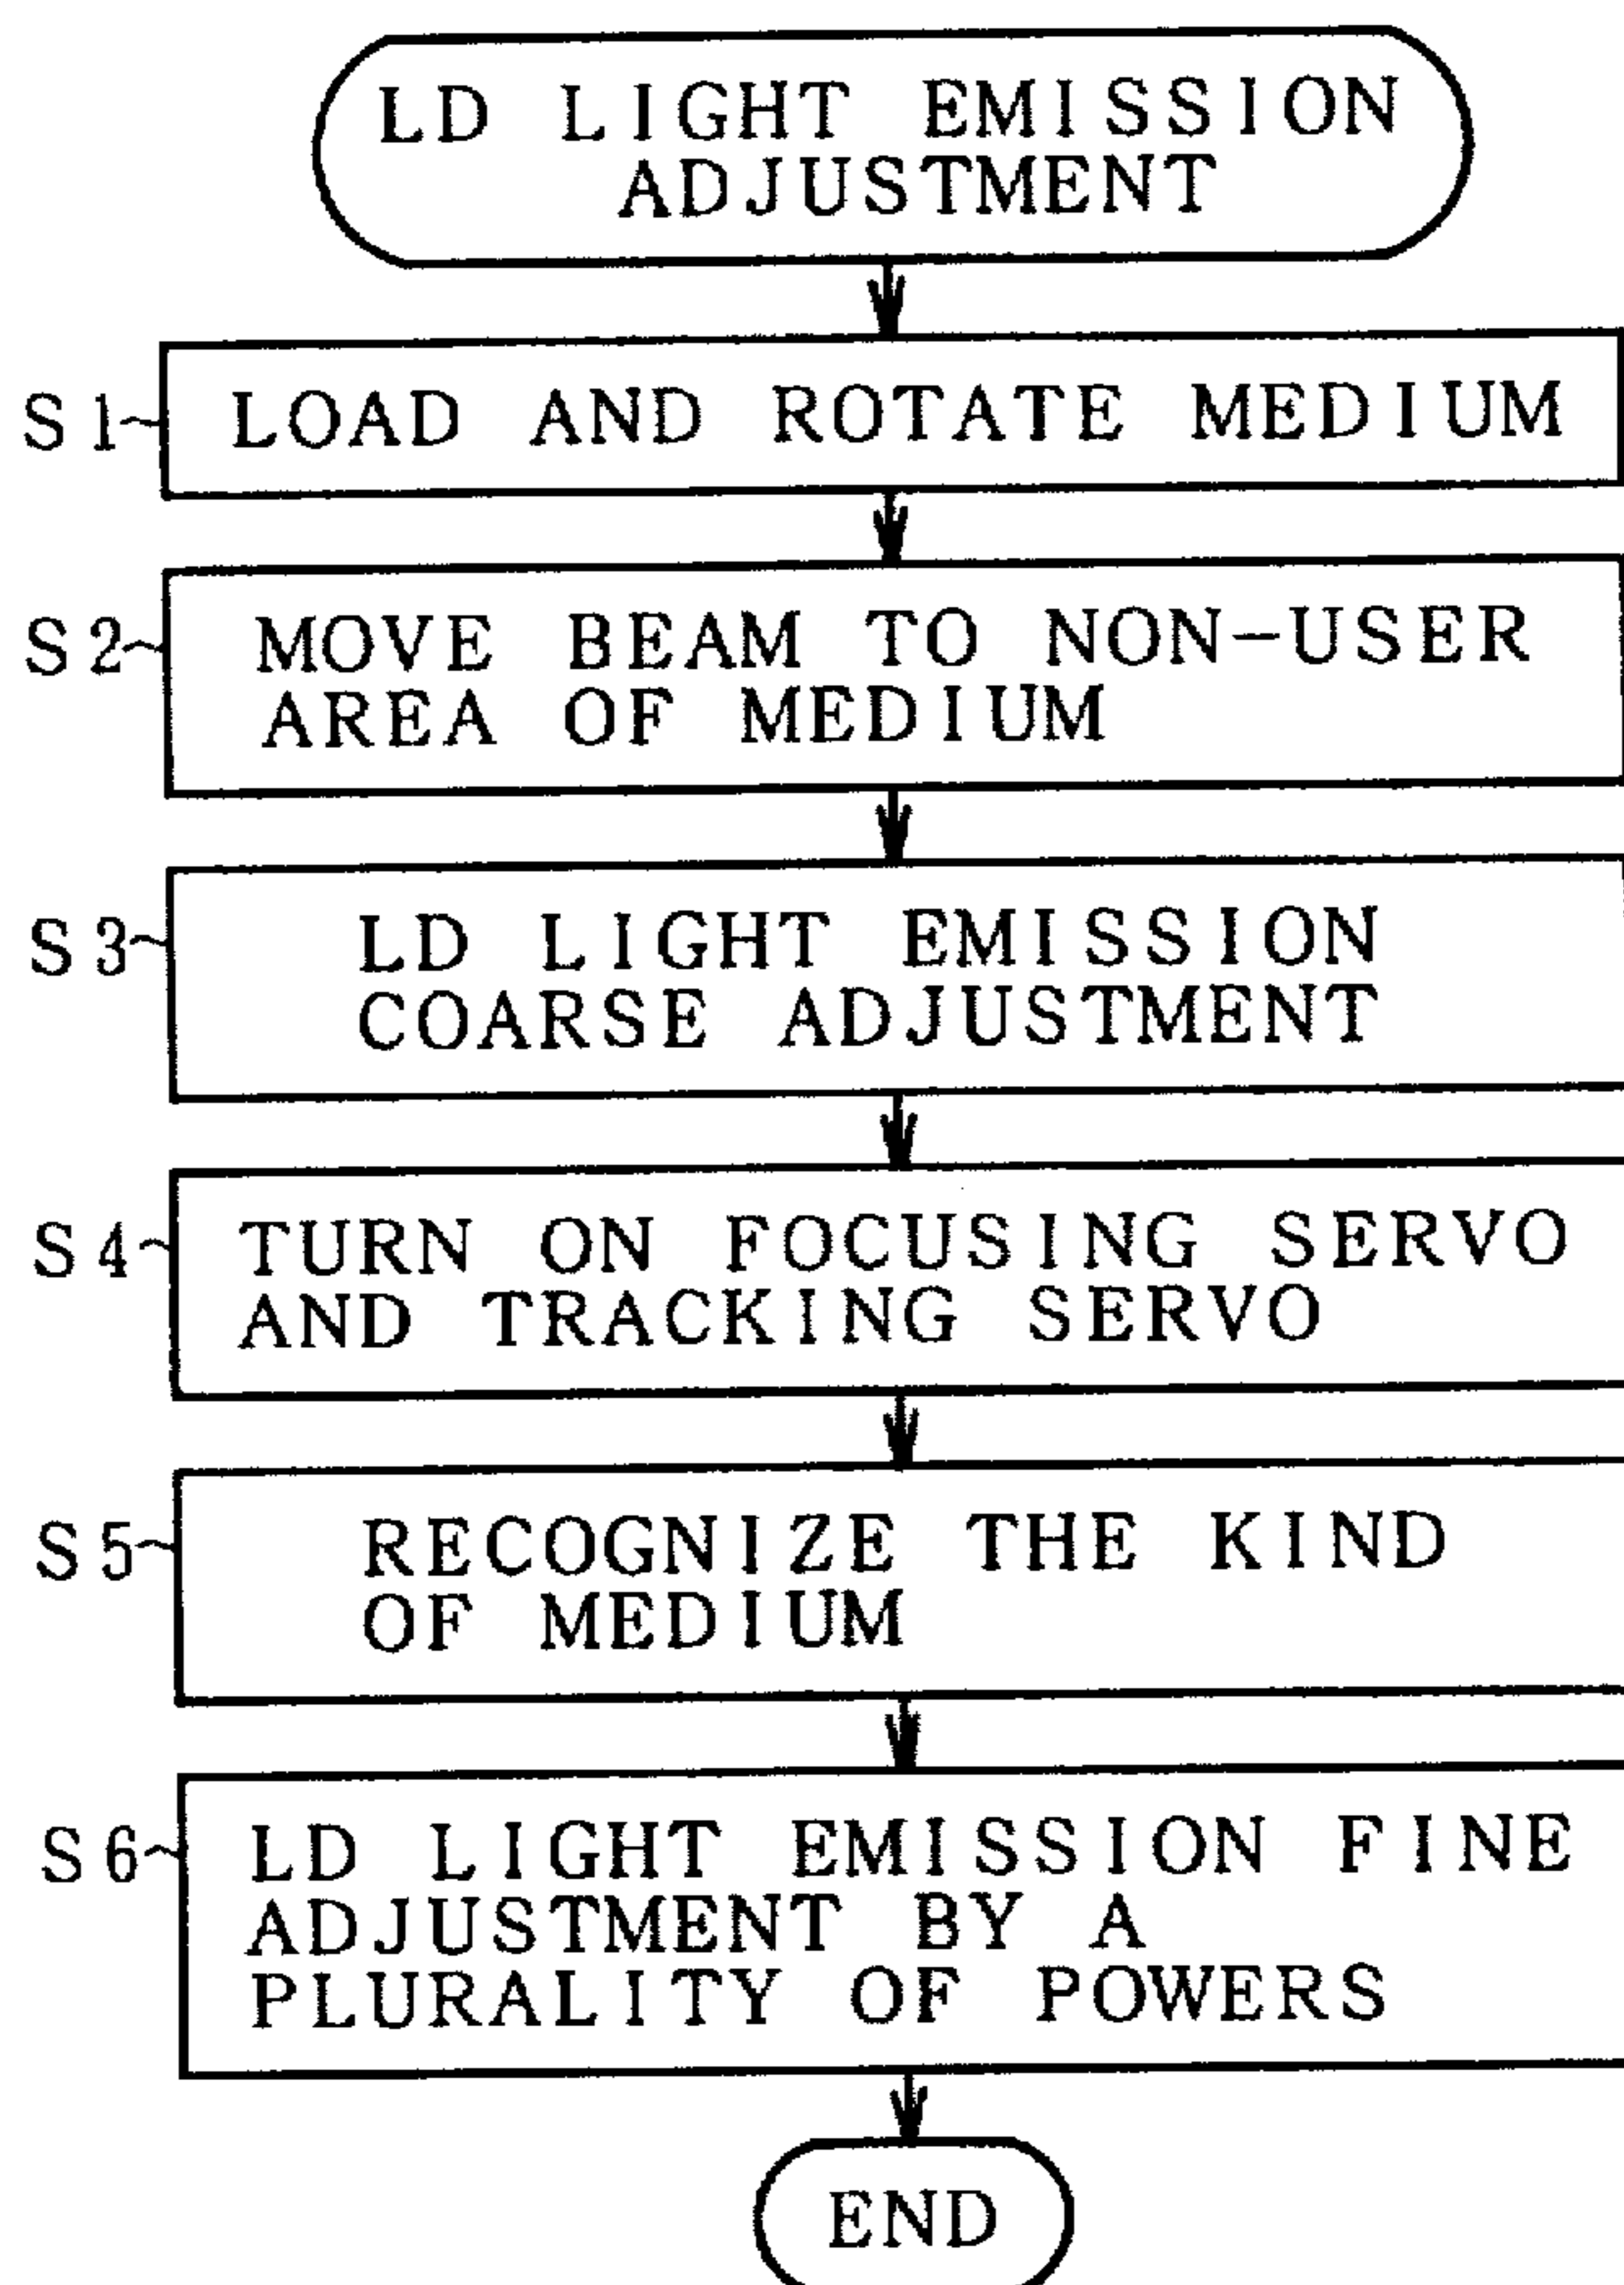 LD LIGHT EMISSION
ADJUSTMENT
S1 LOAD AND ROTATE MEDIUM
S2 MOVE BEAM TO NON-USER
AREA OF MEDIUM
S3 LD LIGHT EMISSION
COARSE ADJUSTMENT
S4 TURN ON FOCUSING SERVO
AND TRACKING SERVO
S5 RECOGNIZE THE KIND
OF MEDIUM
S6 LD LIGHT EMISSION FINE
ADJUSTMENT BY A
PLURALITY OF POWERS
END